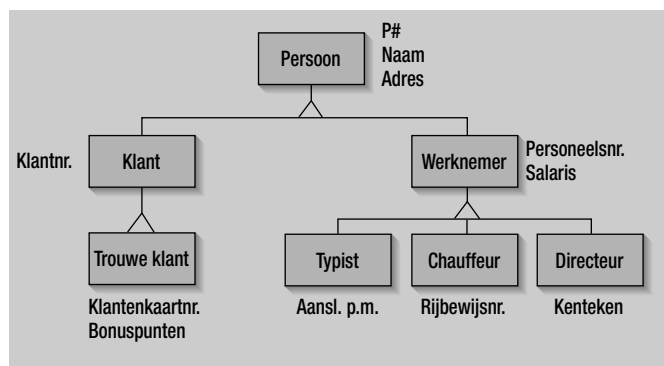 P#
Naam
Adres
Persoon
Klantnr.
Klant
Werknemer
Personeelsnr.
Salaris
Trouwe klant
Typist
Chauffeur
Directeur
Klantenkaartnr.
Bonuspunten
Aansl. p.m.
Rijbewijsnr.
Kenteken